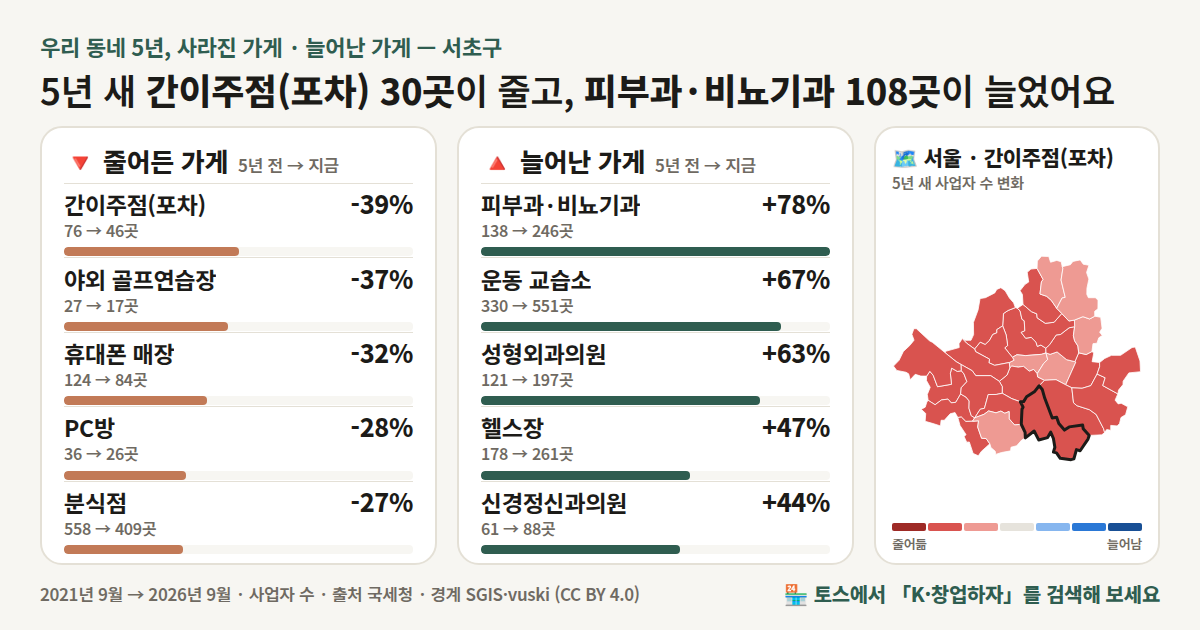 우리 동네 5년, 사라진 가게 · 늘어난 가게 — 서초구
5년 새 간이주점(포차) 30곳이 줄고, 피부과·비뇨기과 108곳이 늘었어요
🔻 줄어든 가게 5년 전 → 지금
간이주점(포차) -39%
76 → 46곳
야외 골프연습장 -37%
27 → 17곳
휴대폰 매장 -32%
124 → 84곳
PC방 -28%
36 → 26곳
분식점 -27%
558 → 409곳
🔺 늘어난 가게 5년 전 → 지금
피부과·비뇨기과 +78%
138 → 246곳
운동 교습소 +67%
330 → 551곳
성형외과의원 +63%
121 → 197곳
헬스장 +47%
178 → 261곳
신경정신과의원 +44%
61 → 88곳
🗺️ 서울 · 간이주점(포차)
5년 새 사업자 수 변화
줄어듦 늘어남
2021년 9월 → 2026년 9월 · 사업자 수 · 출처 국세청 · 경계 SGIS·vuski (CC BY 4.0)
🏪 토스에서 「K·창업하자」를 검색해 보세요